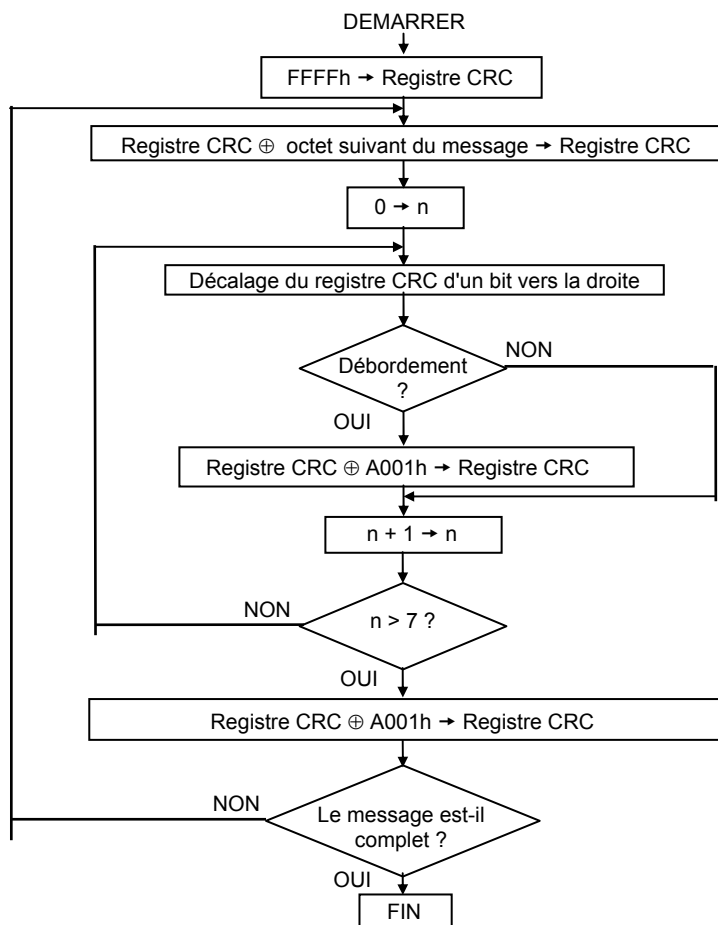 DEMARRER
FFFFh → Registre CRC
Registre CRC ⊕ octet suivant du message → Registre CRC
0 → n
Décalage du registre CRC d'un bit vers la droite
Débordement
?
NON
OUI
Registre CRC ⊕ A001h → Registre CRC
n + 1 → n
NON
n > 7 ?
OUI
Registre CRC ⊕ A001h → Registre CRC
NON
Le message est-il
complet ?
OUI
FIN